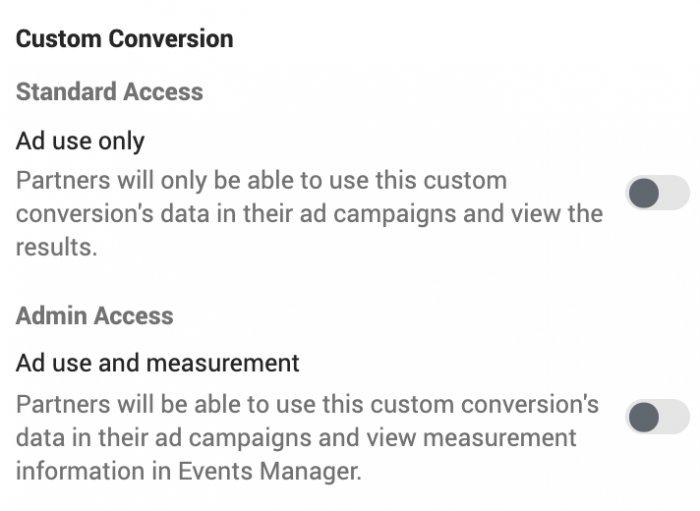 Custom Conversion
Standard Access
Ad use only
Partners will only be able to use this custom
conversion's data in their ad campaigns and view the
results.
Admin Access
Ad use and measurement
Partners will be able to use this custom conversion's
data in their ad campaigns and view measurement
information in Events Manager.